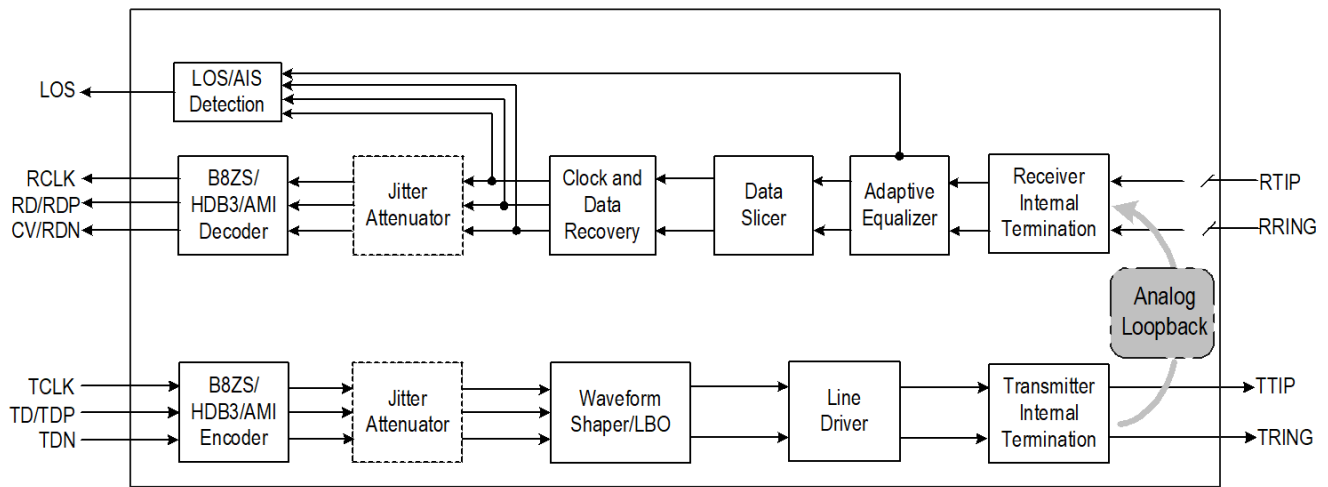 LOS
LOS/AIS
Detection
RCLK
RD/RDP
CV/RDN
B8ZS/
HDB3/AMI
Decoder
Jitter
Attenuator
Clock and
Data
Recovery
Data
Slicer
Adaptive
Equalizer
Receiver
Internal
Termination
RTIP
RRING
Analog
Loopback
TCLK
TD/TDP
TDN
B8ZS/
HDB3/AMI
Encoder
Jitter
Attenuator
Waveform
Shaper/LBO
Line
Driver
Transmitter
Internal
Termination
TTIP
TRING